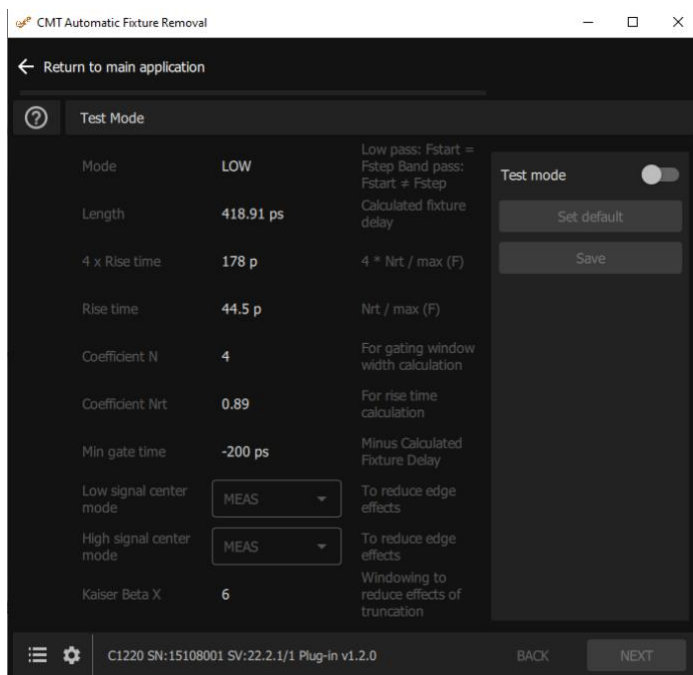 CMT Automatic Fixture Removal
Return to main application
Test Mode
Mode LOW Low pass: Fstart =
Fstep Band pass:
Fstart ≠ Fstep
Length 418.91 ps Calculated fixture
delay
4 x Rise time 178 p 4 * Nrt / max (F)
Rise time 44.5 p Nrt / max (F)
Coefficient N 4 For gating window
width calculation
Coefficient Nrt 0.89 For rise time
calculation
Min gate time -200 ps Minus Calculated
Fixture Delay
Low signal center
mode MEAS To reduce edge
effects
High signal center
mode MEAS To reduce edge
effects
Kaiser Beta X 6 Windowing to
reduce effects of
truncation
Test mode
Set default
Save
C1220 SN:15108001 SV:22.2.1/1 Plug-in v1.2.0
BACK NEXT